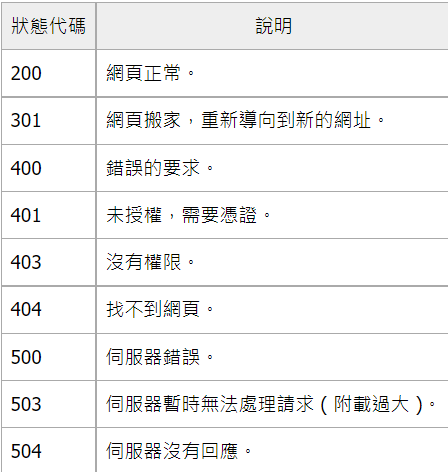 狀態代碼 說明
200 網頁正常。
301 網頁搬家，重新導向到新的網址。
400 錯誤的要求。
401 未授權，需要憑證。
403 沒有權限。
404 找不到網頁。
500 伺服器錯誤。
503 伺服器暫時無法處理請求 ( 附載過大 )。
504 伺服器沒有回應。